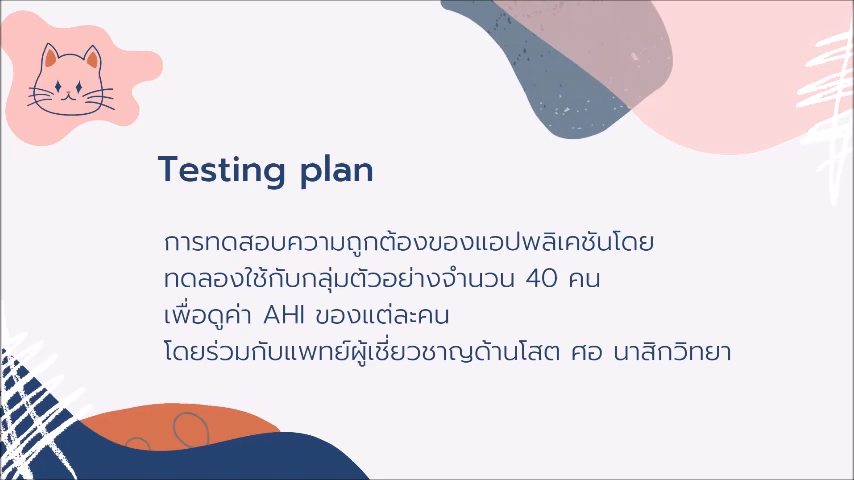 Testing plan
การทดสอบความถูกต้องของแอปพลิเคชันโดย
ทดลองใช้กับกลุ่มตัวอย่างจำนวน 40 คน
เพื่อดูค่า AHI ของแต่ละคน
โดยร่วมกับแพทย์ผู้เชี่ยวชาญด้านโสต ศอ นาสิกวิทยา